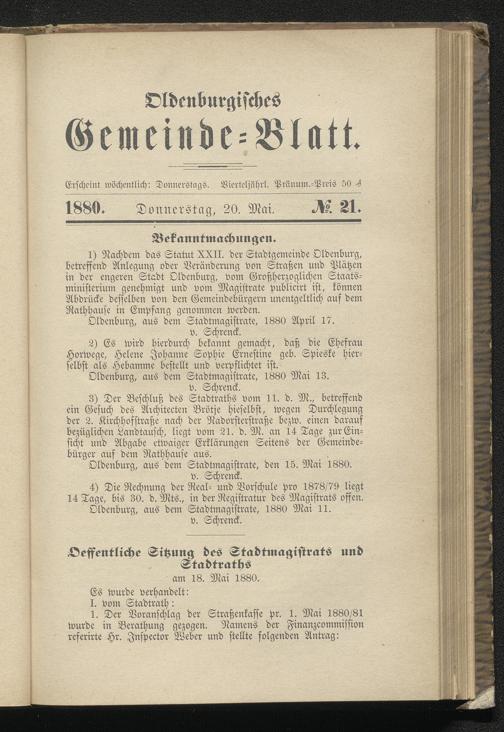 Oldenburgisches
Gemeinde-Blatt.
Erscheint wöchentlich: Donnerstags. Vierteljährl. Pränum.-Preis 50 ₰
1880. Donnerstag, 20. Mai. № 21.
Bekanntmachungen.
1) Nachdem das Statut XXII. der Stadtgemeinde Oldenburg,
betreffend Anlegung oder Veränderung von Straßen und Plätzen
in der engeren Stadt Oldenburg, vom Großherzoglichen Staats-
ministerium genehmigt und vom Magistrate publicirt ist, können
Abdrücke desselben von den Gemeindebürgern unentgeltlich auf dem
Rathhause in Empfang genommen werden.
Oldenburg, aus dem Stadtmagistrate, 1880 April 17.
v. Schrenck.
2) Es wird hierdurch bekannt gemacht, daß die Ehefrau
Horwege, Helene Johanne Sophie Ernestine geb. Spieske hier-
selbst als Hebamme bestellt und verpflichtet ist.
Oldenburg, aus dem Stadtmagistrate, 1880 Mai 13.
v. Schrenck.
3) Der Beschluß des Stadtraths vom 11. d. M., betreffend
ein Gesuch des Architecten Brötje hieselbst, wegen Durchlegung
der 2. Kirchhofstraße nach der Nadorsterstraße bezw. einen darauf
bezüglichen Landtausch, liegt vom 21. d. M. an 14 Tage zur Ein-
sicht und Abgabe etwaiger Erklärungen Seitens der Gemeinde-
bürger auf dem Rathhause aus.
Oldenburg, aus dem Stadtmagistrate, den 15. Mai 1880.
v. Schrenck.
4) Die Rechnung der Real- und Vorschule pro 1878/79 liegt
14 Tage, bis 30. d. Mts., in der Registratur des Magistrats offen.
Oldenburg, aus dem Stadtmagistrate, 1880 Mai 11.
v. Schrenck.
Oeffentliche Sitzung des Stadtmagistrats und
Stadtraths
am 18. Mai 1880.
Es wurde verhandelt:
I. vom Stadtrath:
1. Der Voranschlag der Straßenkasse pr. 1. Mai 1880/81
wurde in Berathung gezogen. Namens der Finanzcommission
referirte Hr. Inspector Weber und stellte folgenden Antrag: